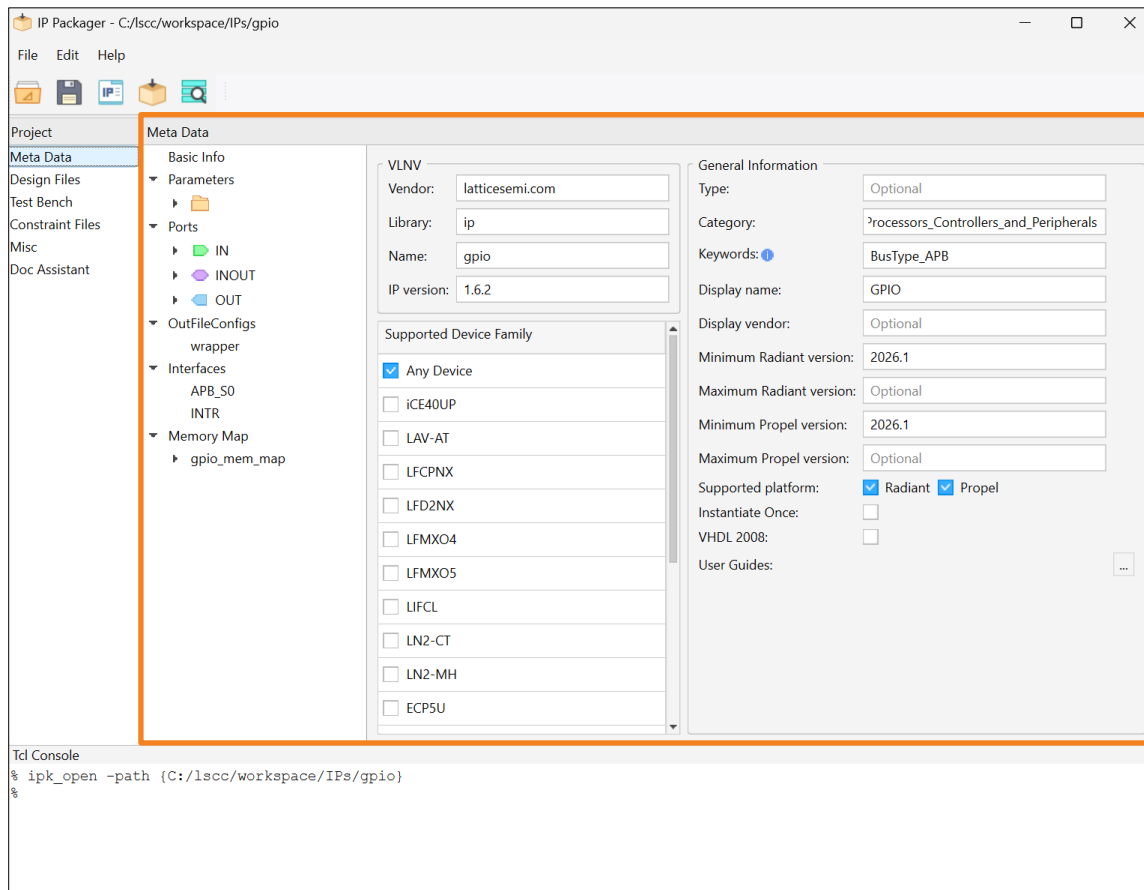 IP Packager - C:/lscc/workspace/IPs/gpio
File Edit Help
IP
Project
Meta Data
Design Files
Test Bench
Constraint Files
Misc
Doc Assistant
Meta Data
Basic Info
Parameters
Ports
IN
INOUT
OUT
OutFileConfigs
wrapper
Interfaces
APB_S0
INTR
Memory Map
gpio_mem_map
VLNV
Vendor: latticesemi.com
Library: ip
Name: gpio
IP version: 1.6.2
Supported Device Family
Any Device
iCE40UP
LAV-AT
LFCPNX
LFD2NX
LFMXO4
LFMXO5
LIFCL
LN2-CT
LN2-MH
ECP5U
General Information
Type: Optional
Category: Processors_Controllers_and_Peripherals
Keywords: BusType_APB
Display name: GPIO
Display vendor: Optional
Minimum Radiant version: 2026.1
Maximum Radiant version: Optional
Minimum Propel version: 2026.1
Maximum Propel version: Optional
Supported platform: Radiant Propel
Instantiate Once:
VHDL 2008:
User Guides: ...
Tcl Console
% ipk_open -path {C:/lscc/workspace/IPs/gpio}
%